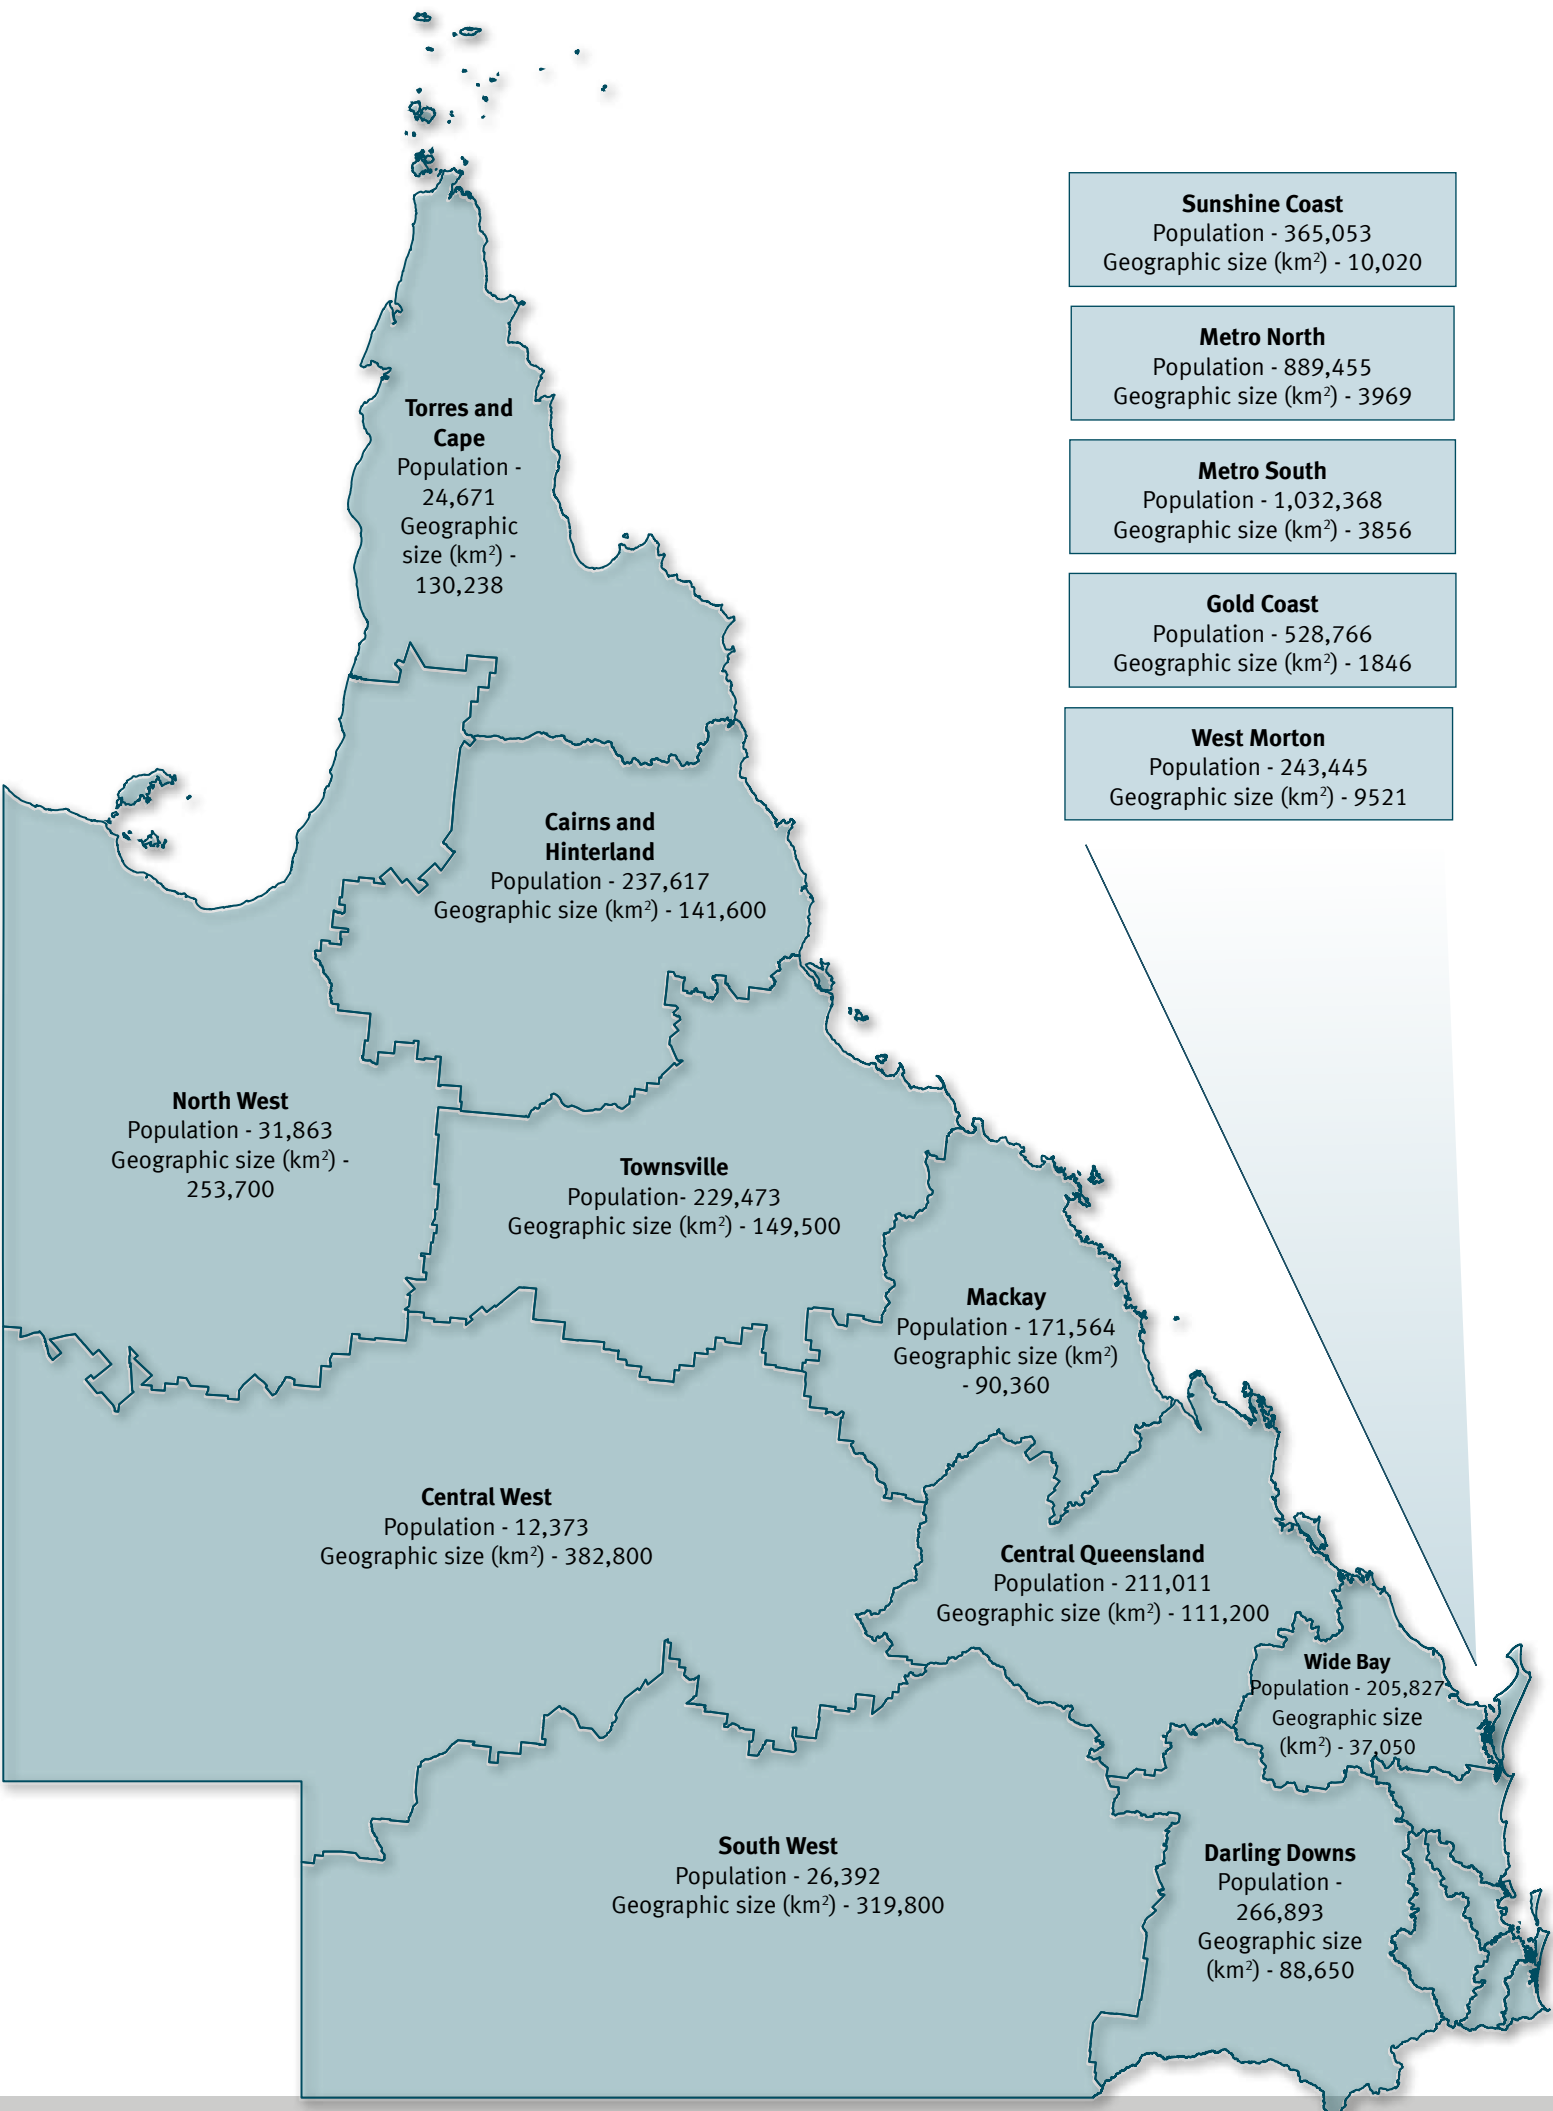 Sunshine Coast
Population - 365,053
Geographic size (km²) - 10,020
Metro North
Population - 889,455
Geographic size (km²) - 3969
Metro South
Population - 1,032,368
Geographic size (km²) - 3856
Gold Coast
Population - 528,766
Geographic size (km²) - 1846
West Morton
Population - 243,445
Geographic size (km²) - 9521
Torres and
Cape
Population -
24,671
Geographic
size (km²) -
130,238
Cairns and
Hinterland
Population - 237,617
Geographic size (km²) - 141,600
North West
Population - 31,863
Geographic size (km²) -
253,700
Townsville
Population- 229,473
Geographic size (km²) - 149,500
Mackay
Population - 171,564
Geographic size (km²)
- 90,360
Central West
Population - 12,373
Geographic size (km²) - 382,800
Central Queensland
Population - 211,011
Geographic size (km²) - 111,200
Wide Bay
Population - 205,827
Geographic size
(km²) - 37,050
South West
Population - 26,392
Geographic size (km²) - 319,800
Darling Downs
Population -
266,893
Geographic size
(km²) - 88,650